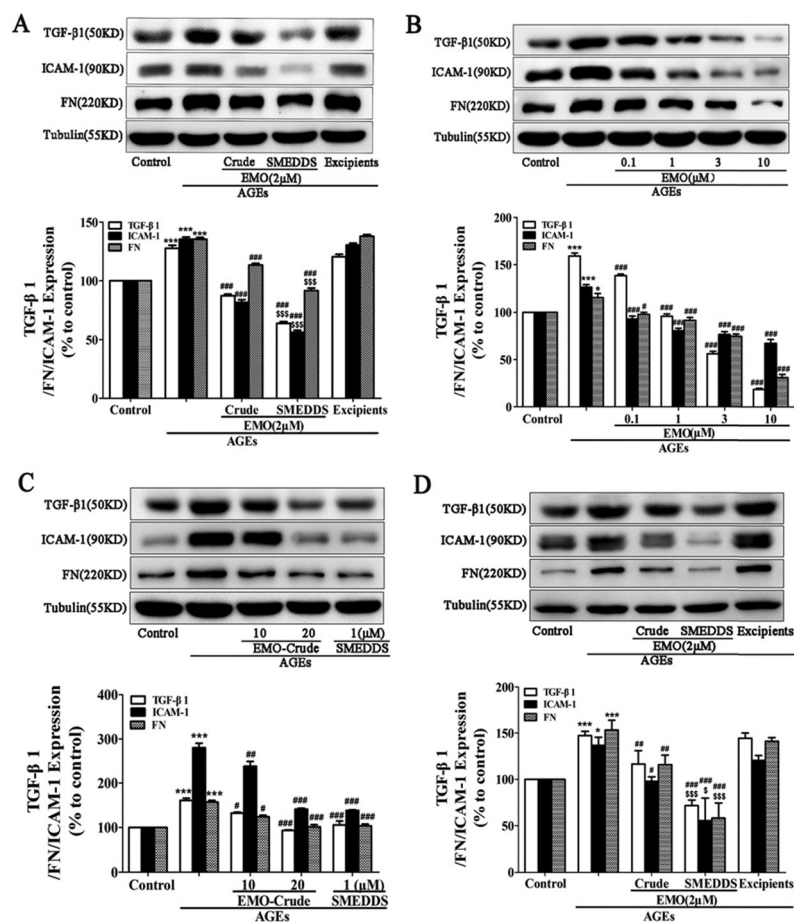 A
TGF-β1(50KD)
ICAM-1(90KD)
FN(220KD)
Tubulin(55KD)
Control Crude SMEDDS Excipients
EMO(2μM)
AGEs
TGF-β 1
/FN/ICAM-1 Expression
(% to control)
150
100
50
0
TGF-β 1
ICAM-1
FN
*** *** ***
### ### ###
### ### ###
$$$ $$$ $$$
Control Crude SMEDDS Excipients
EMO(2μM)
AGEs
B
TGF-β1(50KD)
ICAM-1(90KD)
FN(220KD)
Tubulin(55KD)
Control 0.1 1 3 10
EMO(μM)
AGEs
TGF-β 1
/FN/ICAM-1 Expression
(% to control)
200
150
100
50
0
TGF-β 1
ICAM-1
FN
*** *** *
### ### #
### ### ###
### ### ###
### ### ###
Control 0.1 1 3 10
EMO(μM)
AGEs
C
TGF-β1(50KD)
ICAM-1(90KD)
FN(220KD)
Tubulin(55KD)
Control 10 20 1(μM)
EMO-Crude SMEDDS
AGEs
TGF-β 1
/FN/ICAM-1 Expression
(% to control)
400
300
200
100
0
TGF-β 1
ICAM-1
FN
*** *** ***
# ## #
### ### ###
### ### ###
Control 10 20 1 (μM)
EMO-Crude SMEDDS
AGEs
D
TGF-β1(50KD)
ICAM-1(90KD)
FN(220KD)
Tubulin(55KD)
Control Crude SMEDDS Excipients
EMO(2μM)
AGEs
TGF-β 1
/FN/ICAM-1 Expression
(% to control)
200
150
100
50
0
TGF-β 1
ICAM-1
FN
*** * ***
## # ##
### ### ###
$$$ $ $$$
Control Crude SMEDDS Excipients
EMO(2μM)
AGEs